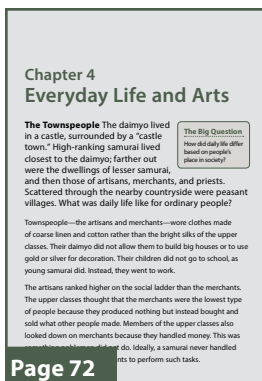 Chapter 4
Everyday Life and Arts
The Townspeople The daimyo lived
in a castle, surrounded by a "castle
town." High-ranking samurai lived
closest to the daimyo; farther out
were the dwellings of lesser samurai,
and then those of artisans, merchants, and priests.
Scattered through the nearby countryside were peasant
villages. What was daily life like for ordinary people?
The Big Question
How did daily life differ
based on people's
place in society?
Townspeople—the artisans and merchants—wore clothes made
of coarse linen and cotton rather than the bright silks of the upper
classes. Their daimyo did not allow them to build big houses or to use
gold or silver for decoration. Their children did not go to school, as
young samurai did. Instead, they went to work.
The artisans ranked higher on the social ladder than the merchants.
The upper classes thought that the merchants were the lowest type
of people because they produced nothing but instead bought and
sold what other people made. Members of the upper classes also
looked down on merchants because they handled money. This was
do. Ideally, a samurai never handled
to perform such tasks.
Page 72